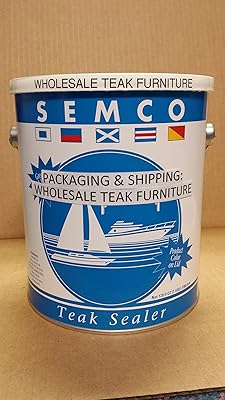 WHOLESALE TEAK FURNITURE
SEMCO
PACKAGING & SHIPPING:
WHOLESALE TEAK FURNITURE
Product
Color
on Lid
Teak Sealer